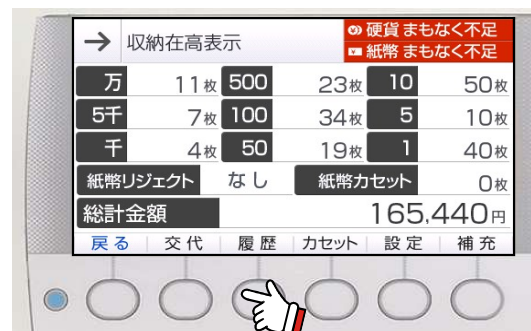 → 収納在高表示
硬貨 まもなく不足
紙幣 まもなく不足
万 11枚 500 23枚 10 50枚
5千 7枚 100 34枚 5 10枚
千 4枚 50 19枚 1 40枚
紙幣リジェクト なし 紙幣カセット 0枚
総計金額 165,440円
戻る 交代 履歴 カセット 設定 補充